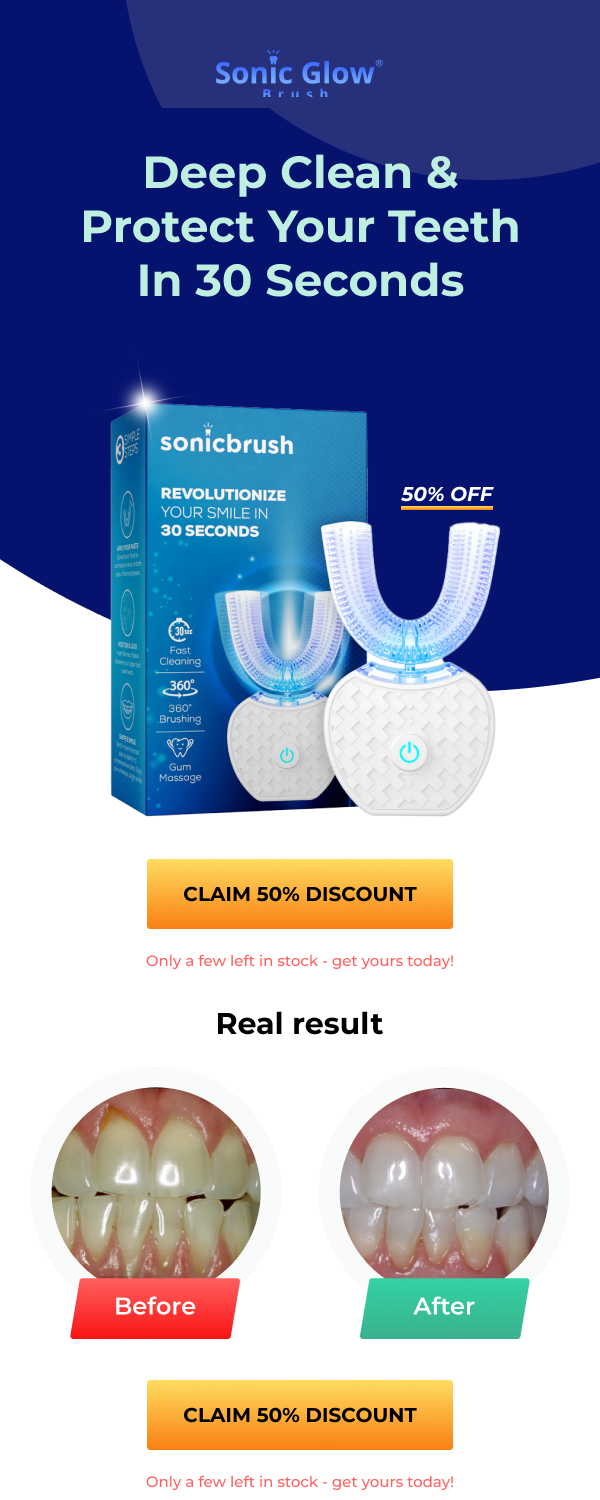 Sonic Glow®
Brush
Deep Clean &
Protect Your Teeth
In 30 Seconds
3 SIMPLE
STEPS
sonicbrush
REVOLUTIONIZE
YOUR SMILE IN
30 SECONDS
50% OFF
30 sec
Fast
Cleaning
360°
360°
Brushing
Gum
Massage
CLAIM 50% DISCOUNT
Only a few left in stock - get yours today!
Real result
Before
After
CLAIM 50% DISCOUNT
Only a few left in stock - get yours today!